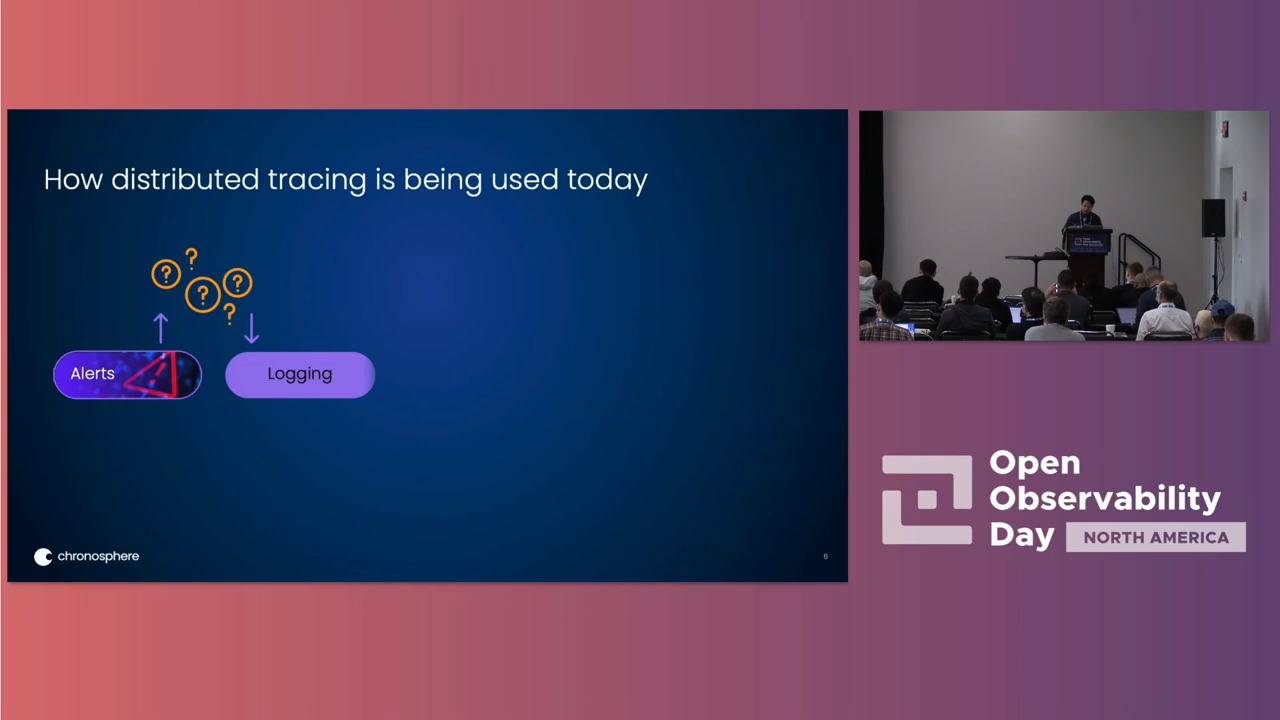 How distributed tracing is being used today
? ? ? ? ?
Alerts
Logging
chronosphere
6
Open
Observability
Day
NORTH AMERICA